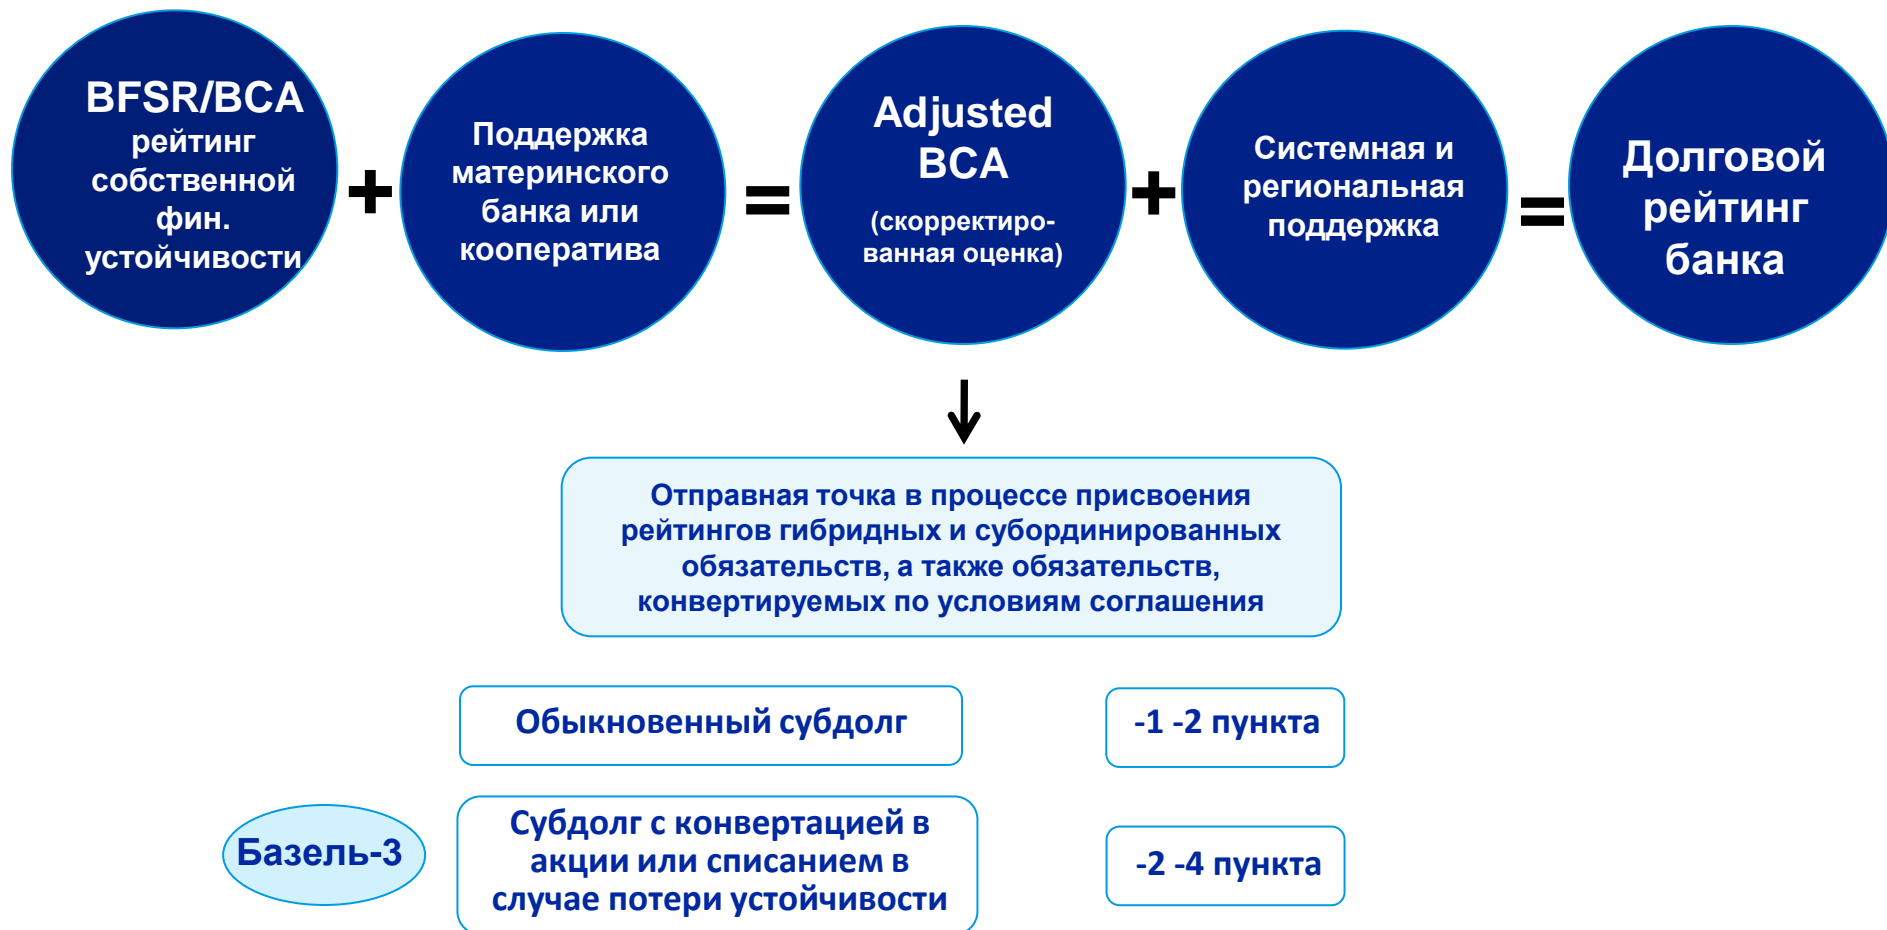 BFSR/BCA
рейтинг
собственной
фин.
устойчивости
+
Поддержка
материнского
банка или
кооператива
=
Adjusted
BCA
(скорректиро-
ванная оценка)
+
Системная и
региональная
поддержка
=
Долговой
рейтинг
банка
Отправная точка в процессе присвоения
рейтингов гибридных и субординированных
обязательств, а также обязательств,
конвертируемых по условиям соглашения
Обыкновенный субдолг
-1 -2 пункта
Базель-3
Субдолг с конвертацией в
акции или списанием в
случае потери устойчивости
-2 -4 пункта